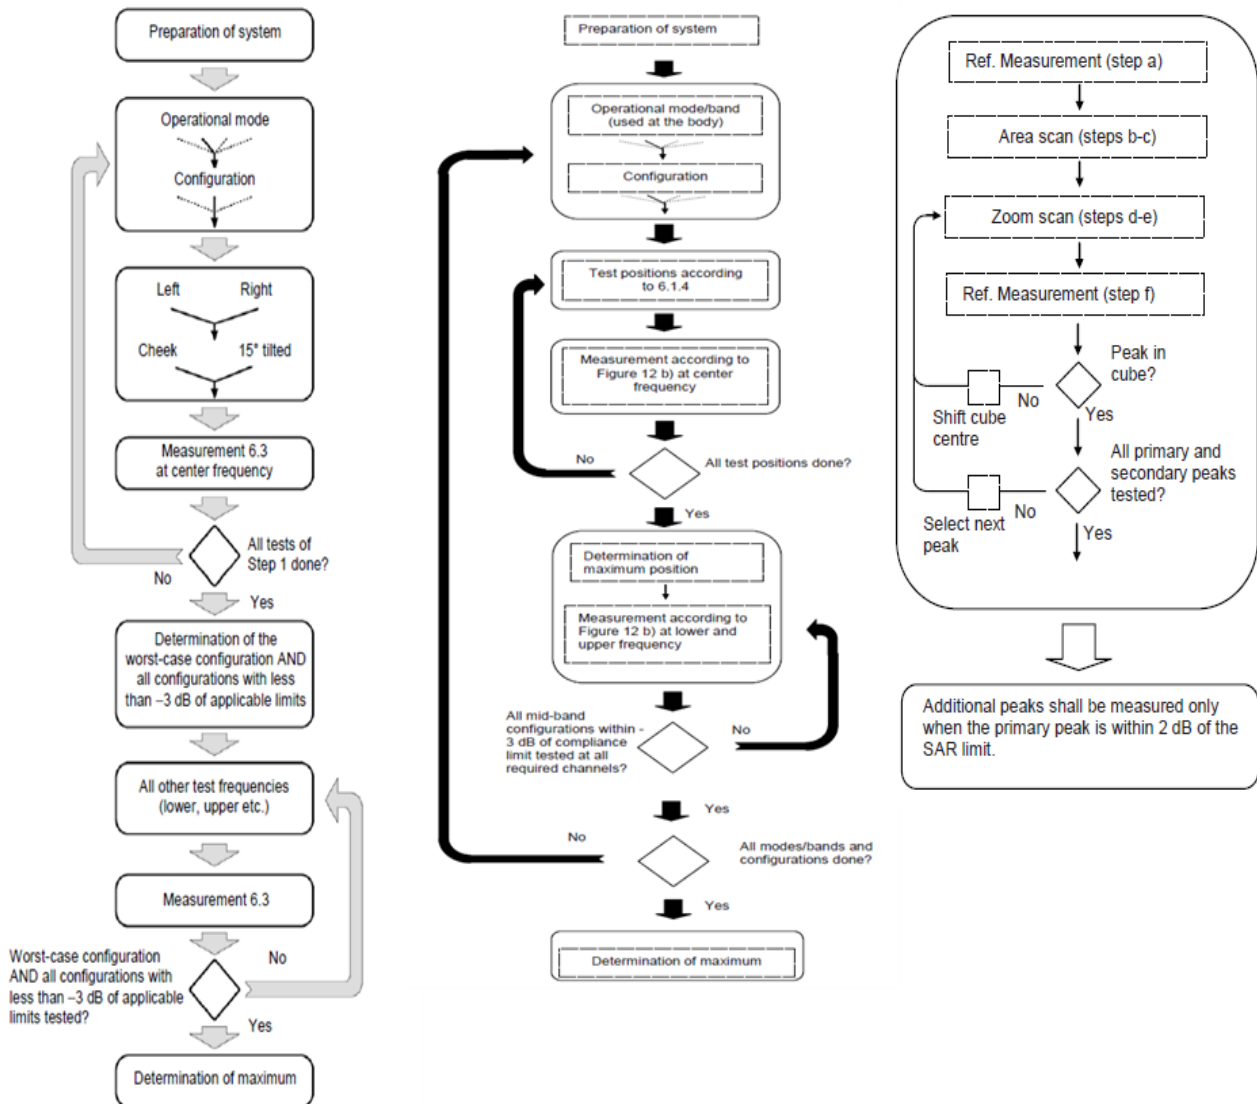 Preparation of system
Operational mode
Configuration
Left
Right
Cheek
15° tilted
Measurement 6.3
at center frequency
All tests of
Step 1 done?
No
Yes
Determination of the
worst-case configuration AND
all configurations with less
than –3 dB of applicable limits
All other test frequencies
(lower, upper etc.)
Measurement 6.3
Worst-case configuration
AND all configurations with
less than –3 dB of applicable
limits tested?
No
Yes
Determination of maximum
Preparation of system
Operational mode/band
(used at the body)
Configuration
Test positions according
to 6.1.4
Measurement according to
Figure 12 b) at center
frequency
No
All test positions done?
Yes
Determination of
maximum position
Measurement according to
Figure 12 b) at lower and
upper frequency
All mid-band
configurations within -
3 dB of compliance
limit tested at all
required channels?
No
Yes
No
All modes/bands and
configurations done?
Yes
Determination of maximum
Ref. Measurement (step a)
Area scan (steps b-c)
Zoom scan (steps d-e)
Ref. Measurement (step f)
Peak in
cube?
No
Shift cube
centre
Yes
All primary and
secondary peaks
tested?
No
Select next
peak
Yes
Additional peaks shall be measured only
when the primary peak is within 2 dB of the
SAR limit.